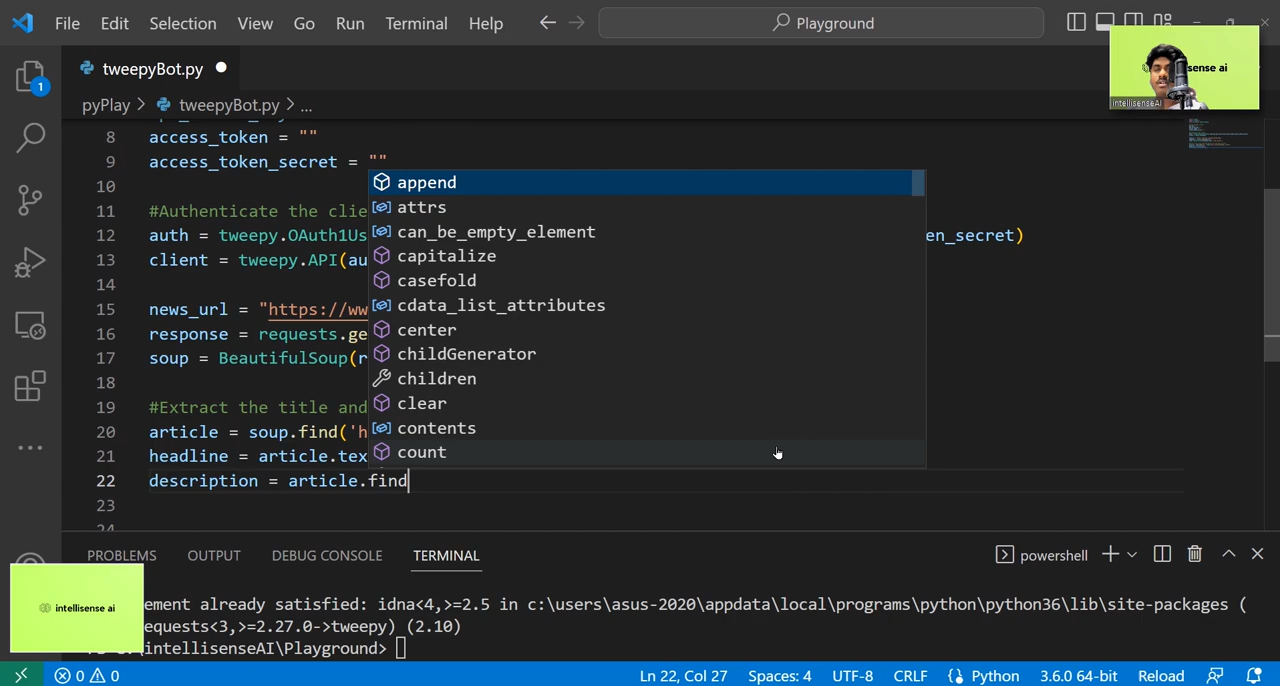 File Edit Selection View Go Run Terminal Help
Playground
tweepyBot.py
sense ai
intellisenseAI
1
pyPlay > tweepyBot.py > ...
8 access_token = ""
9 access_token_secret = ""
10
11 #Authenticate the clie
12 auth = tweepy.OAuth1Us en_secret)
13 client = tweepy.API(au
14
15 news_url = "https://ww
16 response = requests.ge
17 soup = BeautifulSoup(r
18
19 #Extract the title and
20 article = soup.find('h
21 headline = article.tex
22 description = article.find
23
24
append
attrs
can_be_empty_element
capitalize
casefold
cdata_list_attributes
center
childGenerator
children
clear
contents
count
PROBLEMS OUTPUT DEBUG CONSOLE TERMINAL
powershell
intellisense ai
ement already satisfied: idna<4,>=2.5 in c:\users\asus-2020\appdata\local\programs\python\python36\lib\site-packages (
equests<3,>=2.27.0->tweepy) (2.10)
\intellisenseAI\Playground>
0 0 Ln 22, Col 27 Spaces: 4 UTF-8 CRLF Python 3.6.0 64-bit Reload